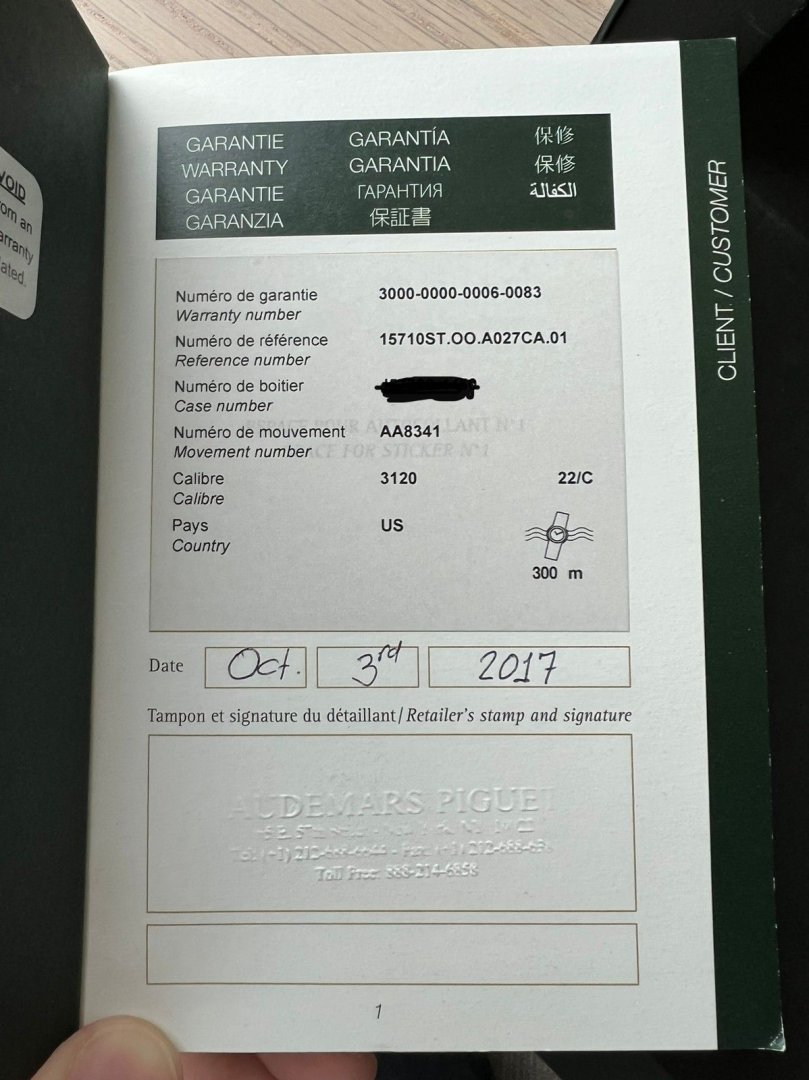 VOID
om an
arranty
ated.
GARANTIE GARANTÍA 保修
WARRANTY GARANTIA 保修
GARANTIE ГАРАНТИЯ الكفالة
GARANZIA 保証書
CLIENT / CUSTOMER
Numéro de garantie 3000-0000-0006-0083
Warranty number
Numéro de référence 15710ST.OO.A027CA.01
Reference number
Numéro de boitier
Case number
Numéro de mouvement AA8341
Movement number
Calibre 3120 22/C
Calibre
Pays US
Country
300 m
Date Oct. 3rd 2017
Tampon et signature du détaillant / Retailer's stamp and signature
AUDEMARS PIGUET
Toll Free: 888-214-6858
1